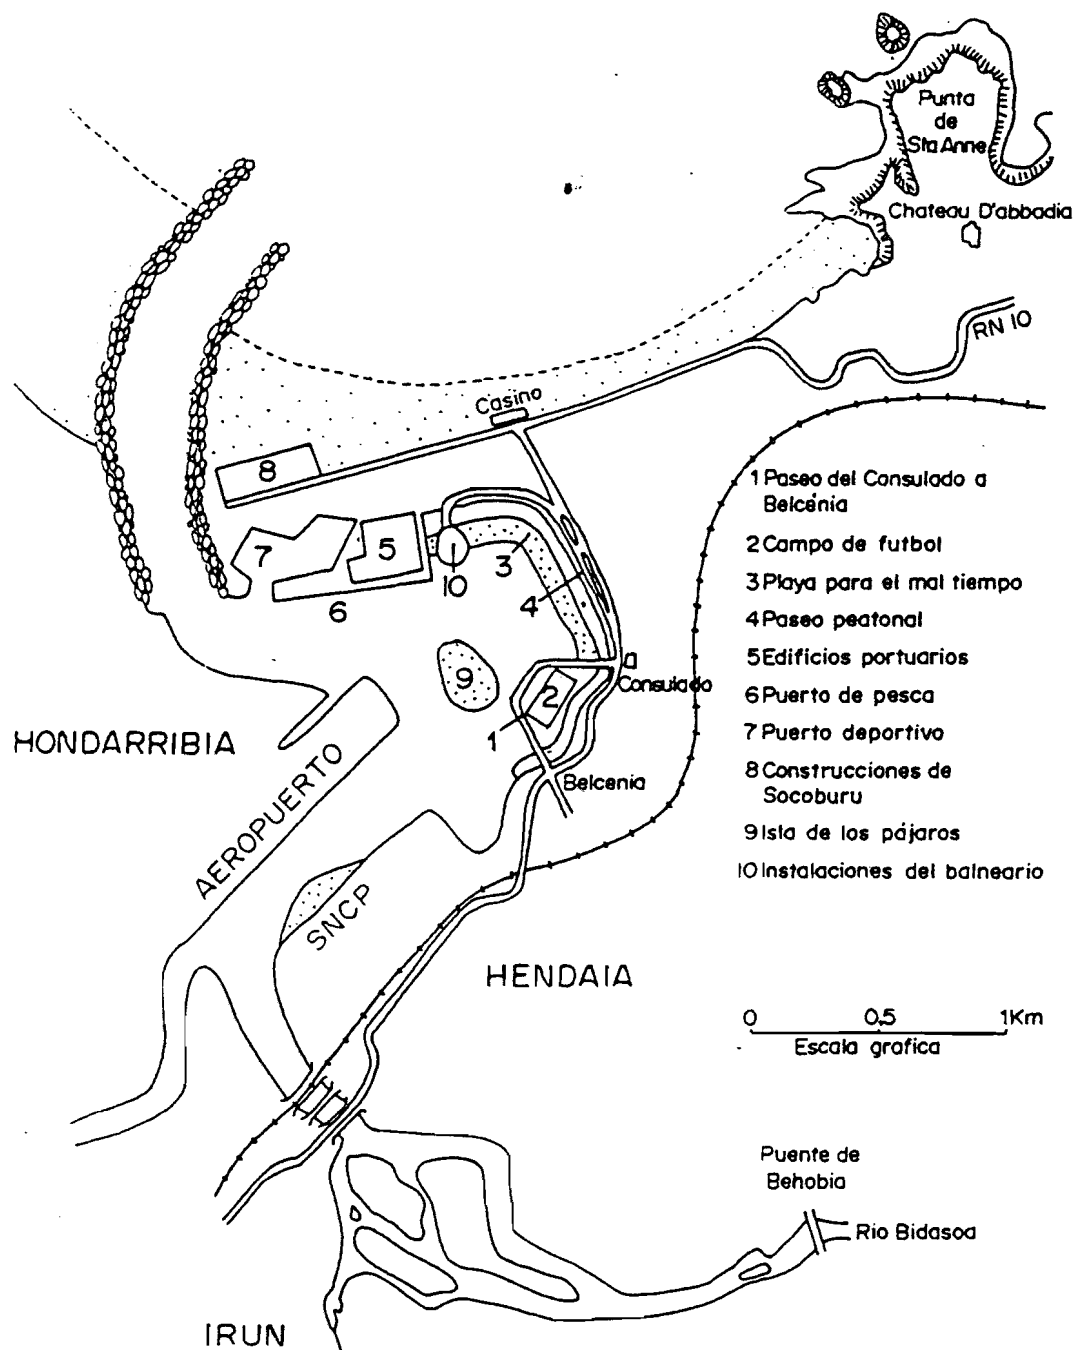 Punta
de
Sta Anne
Chateau D'abbadia
RN 10
Casino
8
7
5
6
10
3
4
9
2
1
Consulado
Belcenia
HONDARRIBIA
AEROPUERTO
SNCP
HENDAIA
IRUN
1 Paseo del Consulado a
Belcénia
2 Campo de futbol
3 Playa para el mal tiempo
4 Paseo peatonal
5 Edificios portuarios
6 Puerto de pesca
7 Puerto deportivo
8 Construcciones de
Socoburu
9 Isla de los pájaros
10 Instalaciones del balneario
0 0,5 1Km
Escala grafica
Puente de
Behobia
Rio Bidasoa